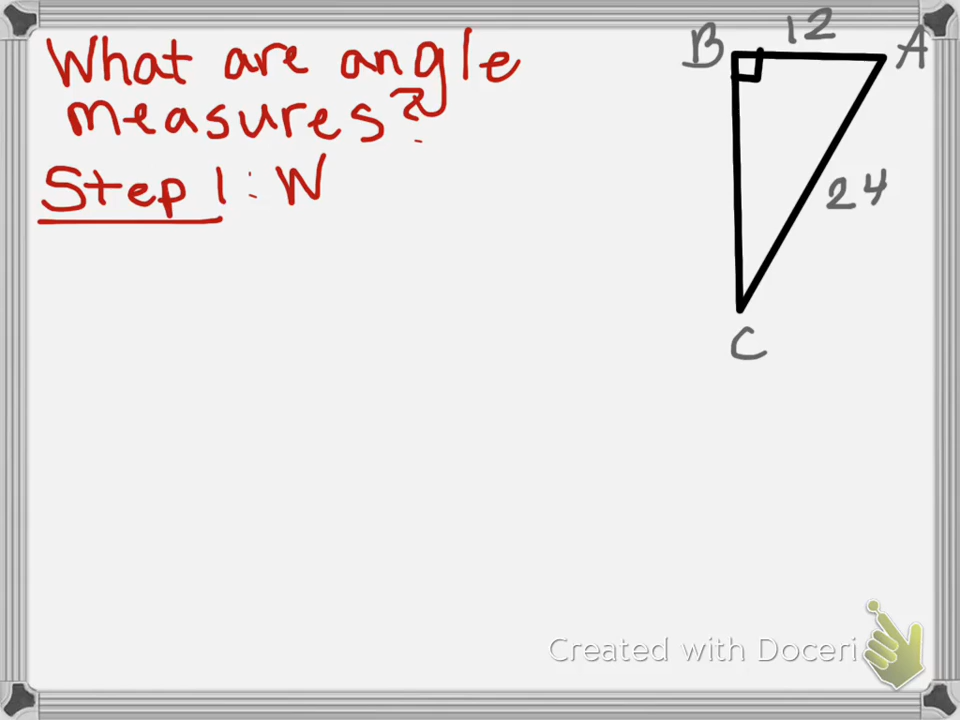 What are angle
measures?
Step 1: W
B 12 A
24
C
Created with Doceri